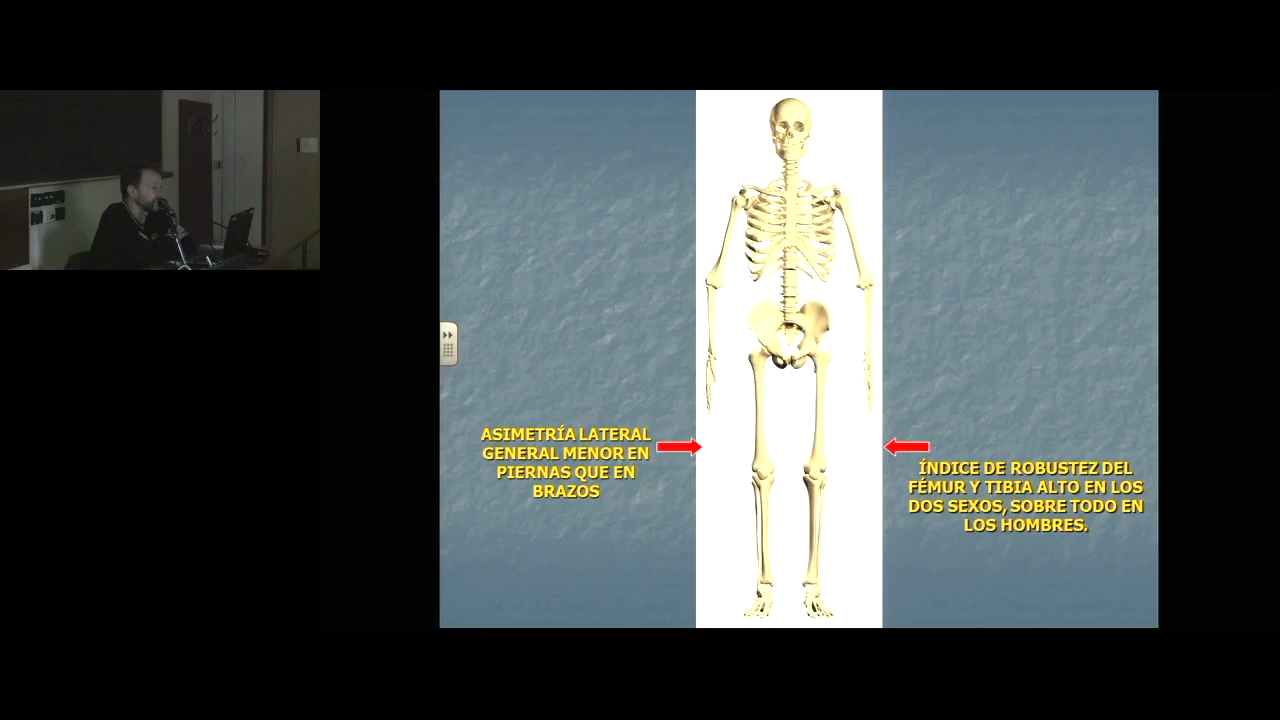 ASIMETRÍA LATERAL
GENERAL MENOR EN
PIERNAS QUE EN
BRAZOS
ÍNDICE DE ROBUSTEZ DEL
FÉMUR Y TIBIA ALTO EN LOS
DOS SEXOS, SOBRE TODO EN
LOS HOMBRES.